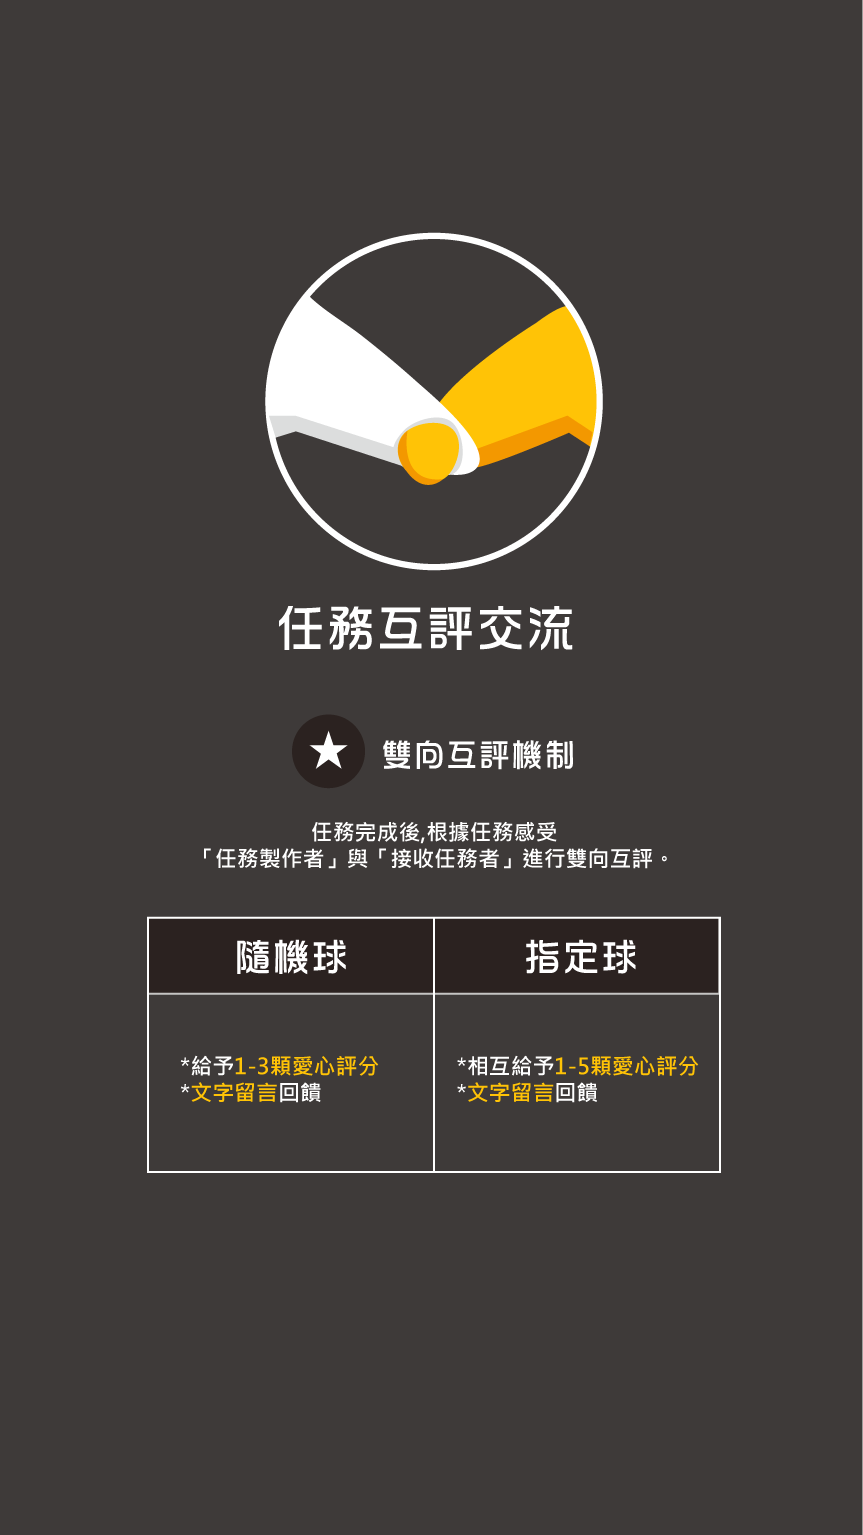 任務互評交流
雙向互評機制
任務完成後,根據任務感受
「任務製作者」與「接收任務者」進行雙向互評。
隨機球
指定球
*給予1-3顆愛心評分
*文字留言回饋
*相互給予1-5顆愛心評分
*文字留言回饋